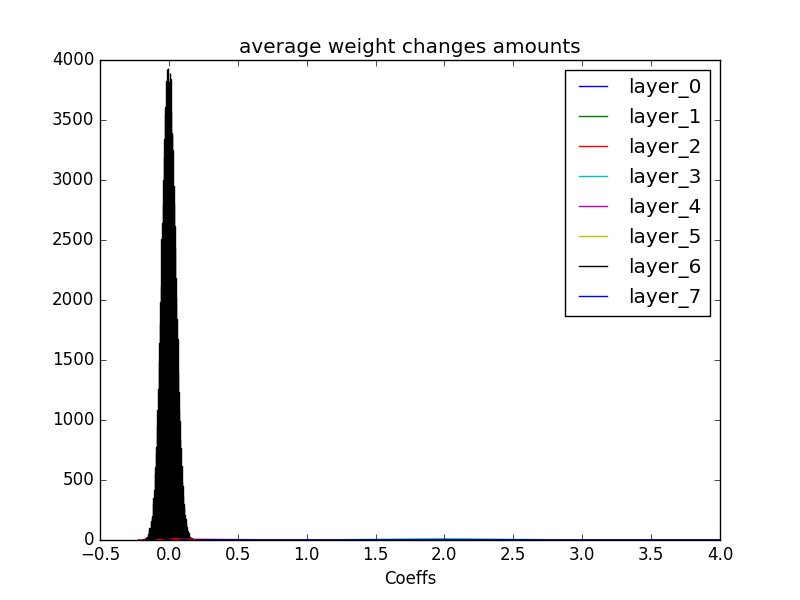 average weight changes amounts
4000
3500
3000
2500
2000
1500
1000
500
0
layer_0
layer_1
layer_2
layer_3
layer_4
layer_5
layer_6
layer_7
−0.5 0.0 0.5 1.0 1.5 2.0 2.5 3.0 3.5 4.0
Coeffs